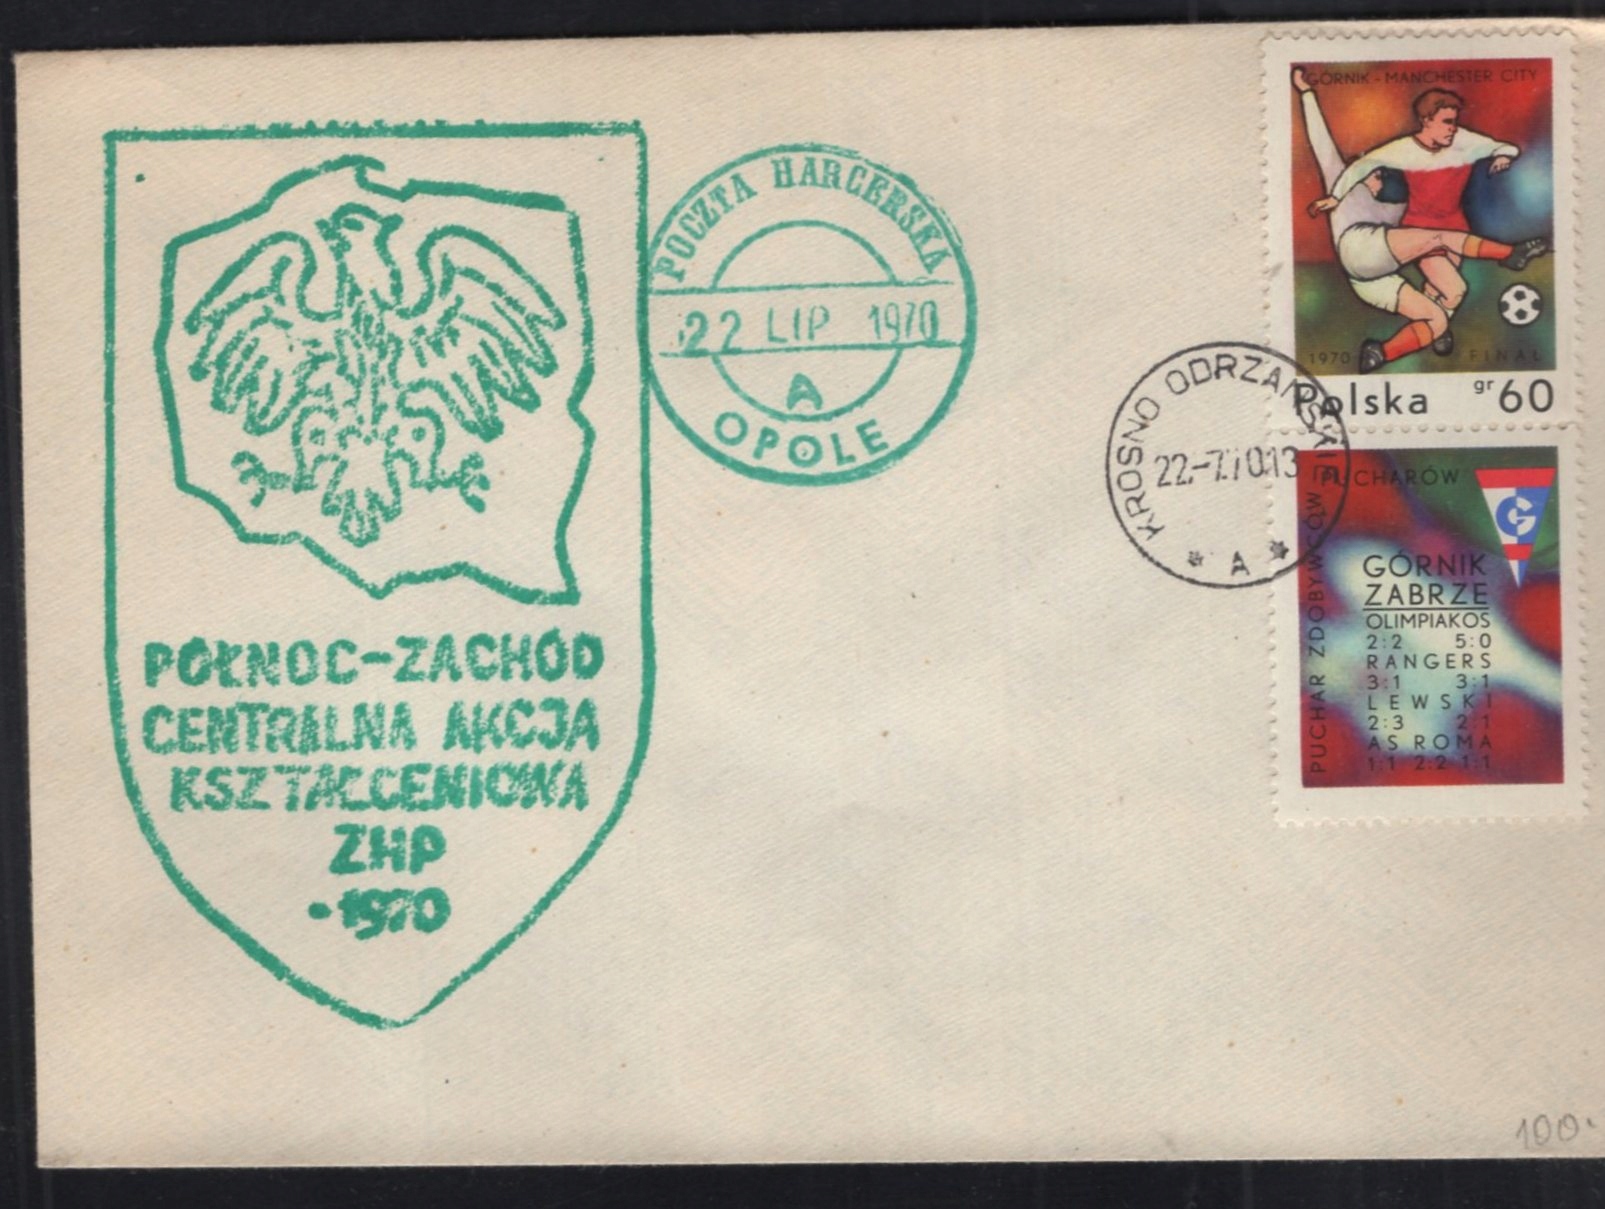 PÓŁNOC-ZACHÓD
CENTRALNA AKCJA
KSZTAŁCENIOWA
ZHP
-1970
POCZTA HARCERSKA
22 LIP 1970
A
OPOLE
KROSNO ODRZAŃSKIE
22.-7.70.13
* A *
GÓRNIK - MANCHESTER CITY
1970 FINAŁ
Polska gr 60
PUCHAR ZDOBYWCÓW PUCHARÓW
G
GÓRNIK
ZABRZE
OLIMPIAKOS
2:2 5:0
RANGERS
3:1 3:1
LEWSKI
2:3 2:1
AS ROMA
1:1 2:2 1:1
100.